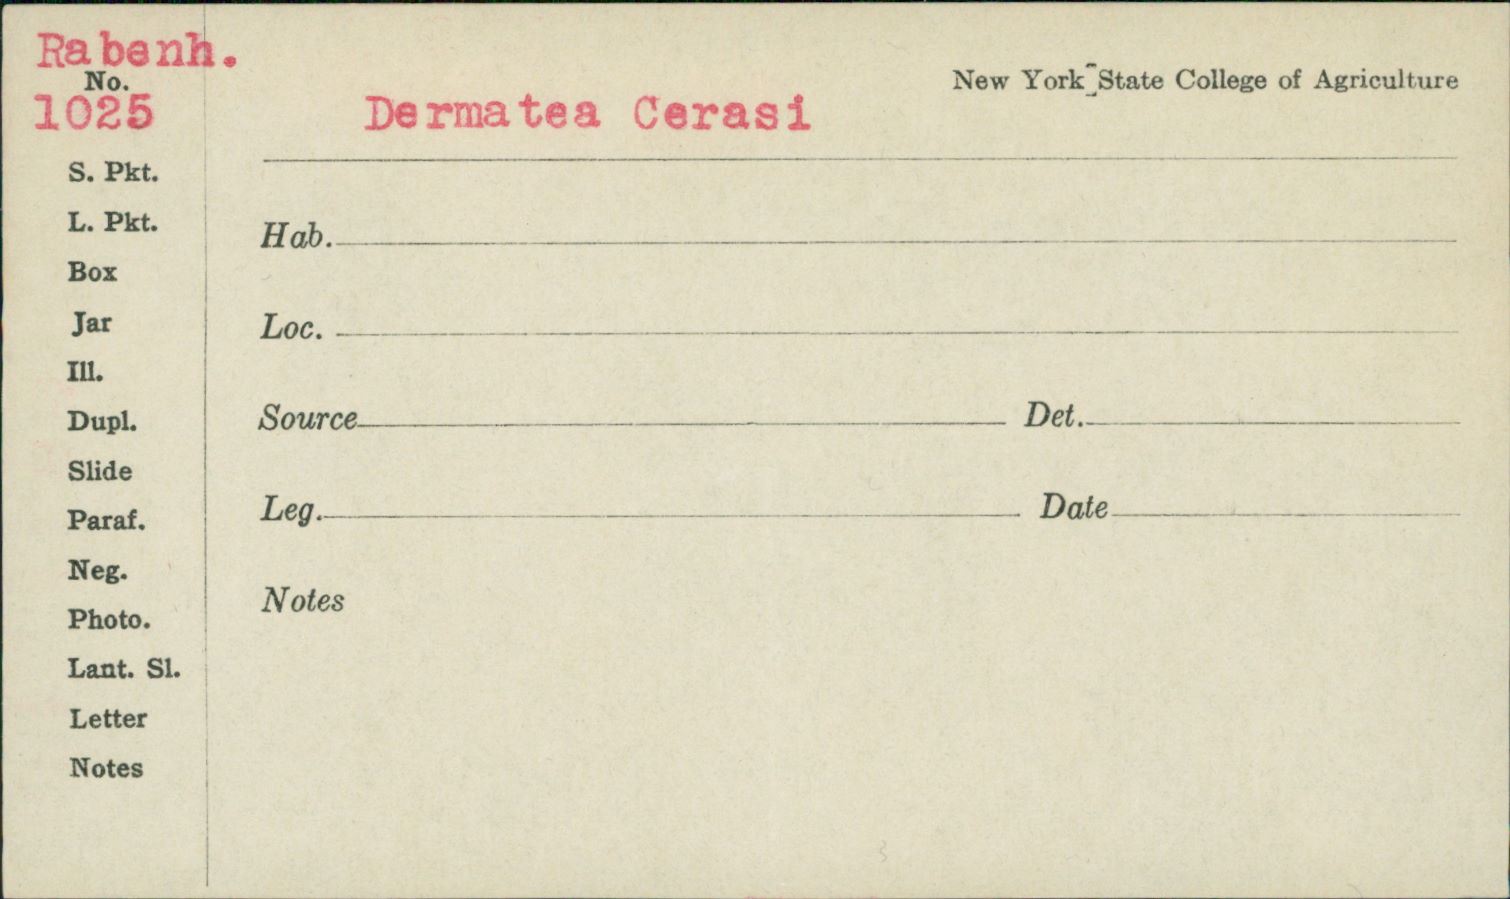 Rabenh.
No.
1025
New York State College of Agriculture
Dermatea Cerasi
S. Pkt.
L. Pkt.
Box
Jar
Ill.
Dupl.
Slide
Paraf.
Neg.
Photo.
Lant. Sl.
Letter
Notes
Hab.
Loc.
Source Det.
Leg. Date
Notes